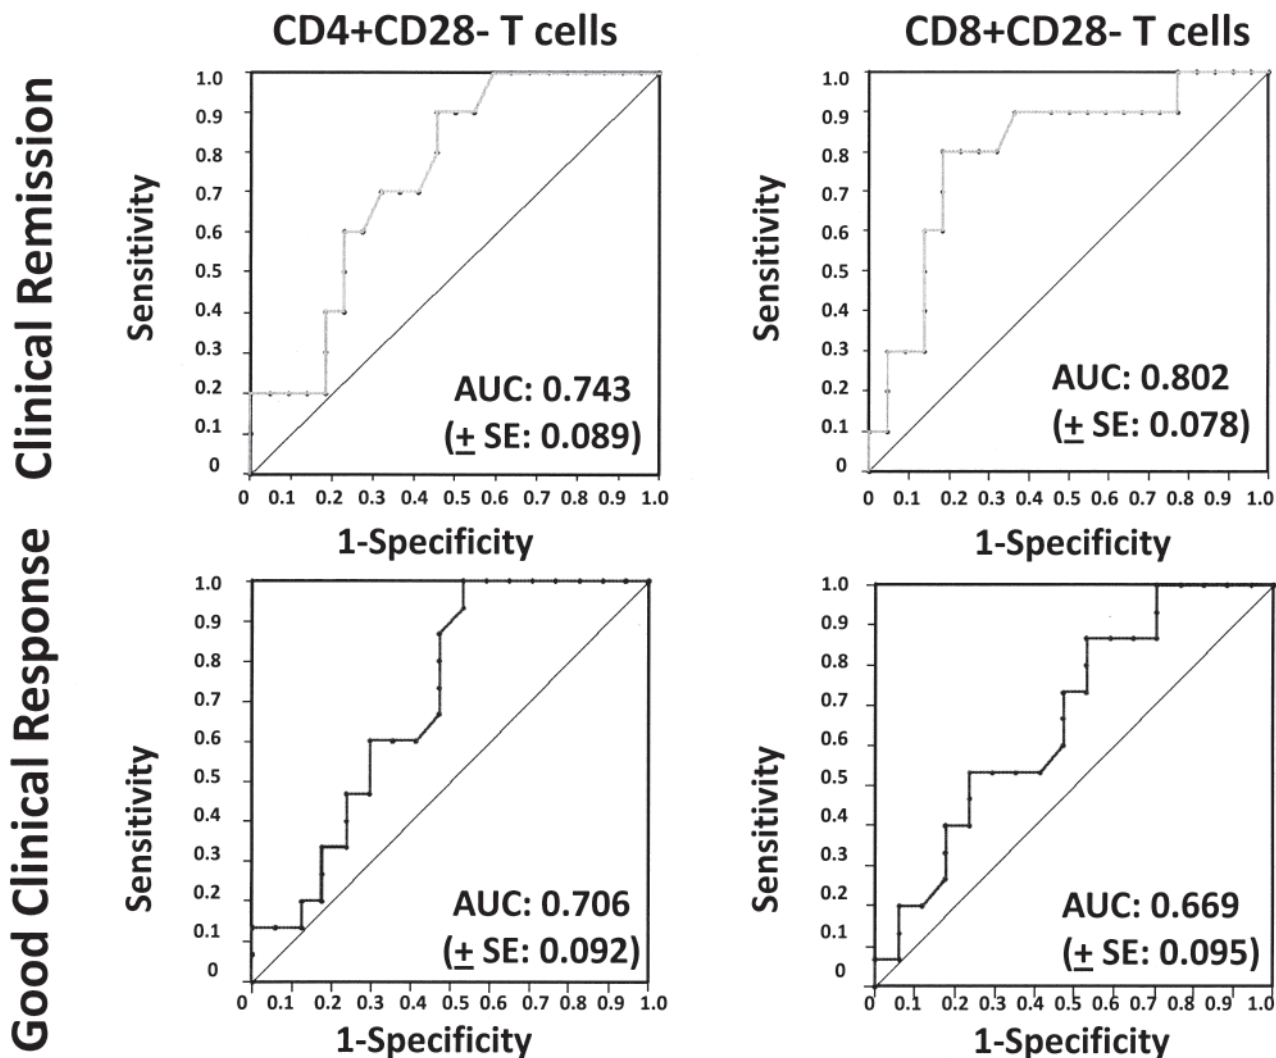 CD4+CD28- T cells
CD8+CD28- T cells
Clinical Remission
Sensitivity
1.0
0.9
0.8
0.7
0.6
0.5
0.4
0.3
0.2
0.1
0
AUC: 0.743
(± SE: 0.089)
0 0.1 0.2 0.3 0.4 0.5 0.6 0.7 0.8 0.9 1.0
1-Specificity
Sensitivity
1.0
0.9
0.8
0.7
0.6
0.5
0.4
0.3
0.2
0.1
0
AUC: 0.802
(± SE: 0.078)
0 0.1 0.2 0.3 0.4 0.5 0.6 0.7 0.8 0.9 1.0
1-Specificity
Good Clinical Response
Sensitivity
1.0
0.9
0.8
0.7
0.6
0.5
0.4
0.3
0.2
0.1
0
AUC: 0.706
(± SE: 0.092)
0 0.1 0.2 0.3 0.4 0.5 0.6 0.7 0.8 0.9 1.0
1-Specificity
Sensitivity
1.0
0.9
0.8
0.7
0.6
0.5
0.4
0.3
0.2
0.1
0
AUC: 0.669
(± SE: 0.095)
0 0.1 0.2 0.3 0.4 0.5 0.6 0.7 0.8 0.9 1.0
1-Specificity